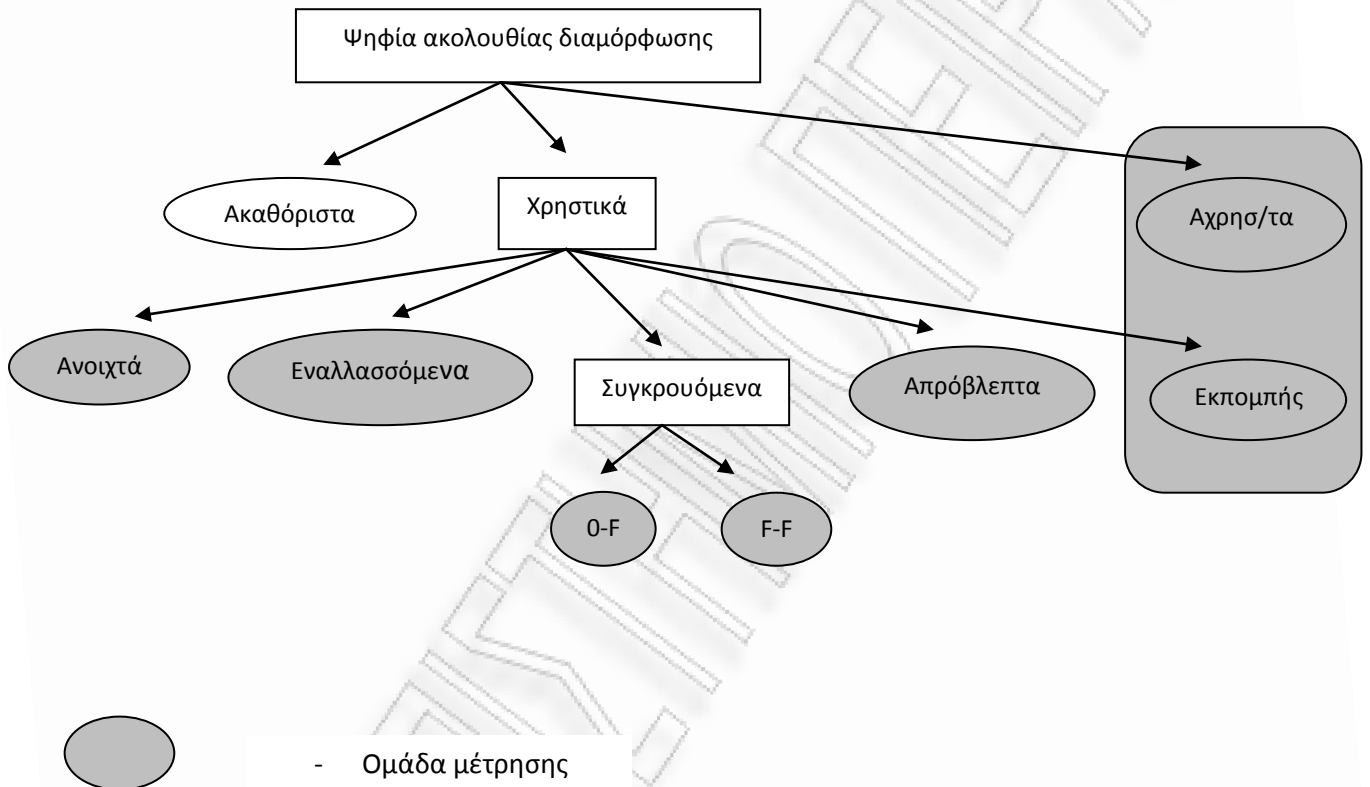 Ψηφία ακολουθίας διαμόρφωσης
Ακαθόριστα
Χρηστικά
Αχρησ/τα
Ανοιχτά
Εναλλασσόμενα
Συγκρουόμενα
Απρόβλεπτα
Εκπομπής
0-F
F-F
- Ομάδα μέτρησης